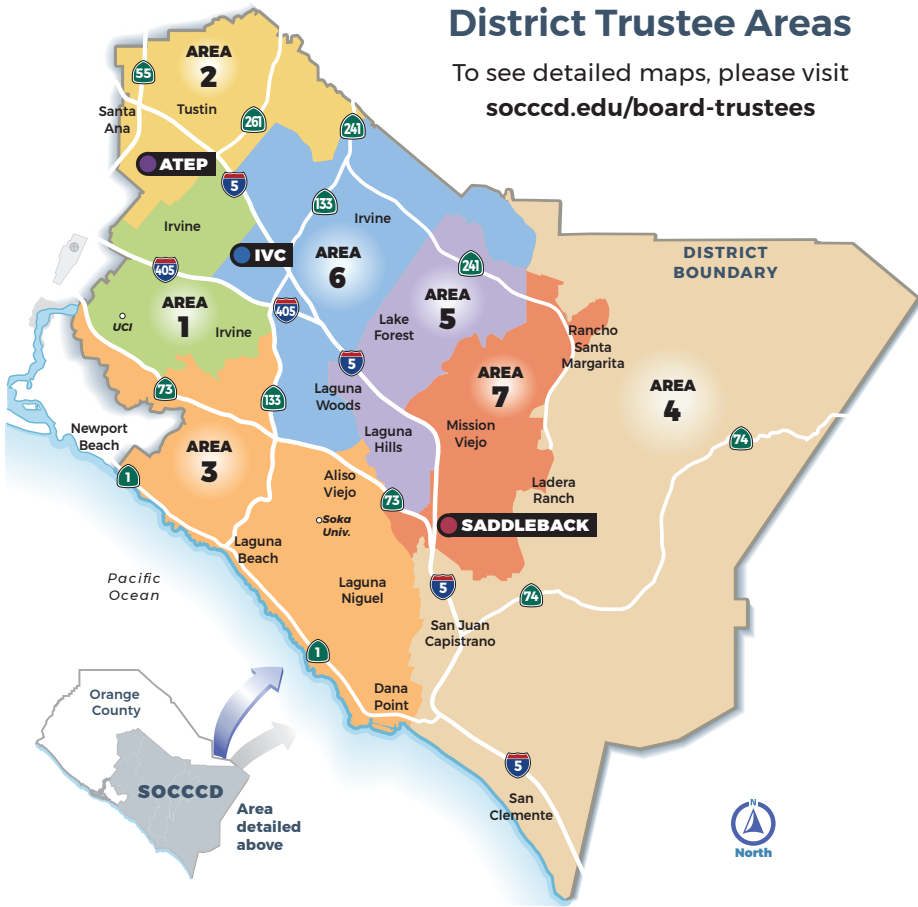 District Trustee Areas
To see detailed maps, please visit
socccd.edu/board-trustees
AREA
2
55
Santa
Ana
Tustin
261
241
ATEP
5
133
Irvine
Irvine
IVC
AREA
6
DISTRICT
BOUNDARY
405
241
AREA
1
UCI
Irvine
405
AREA
5
Lake
Forest
Rancho
Santa
Margarita
5
AREA
7
AREA
4
73
133
Laguna
Woods
Newport
Beach
Laguna
Hills
Mission
Viejo
74
AREA
3
1
Aliso
Viejo
73
Ladera
Ranch
Soka
Univ.
SADDLEBACK
Laguna
Beach
Pacific
Ocean
Laguna
Niguel
5
74
San Juan
Capistrano
1
Dana
Point
Orange
County
SOCCCD
Area
detailed
above
5
San
Clemente
N
North